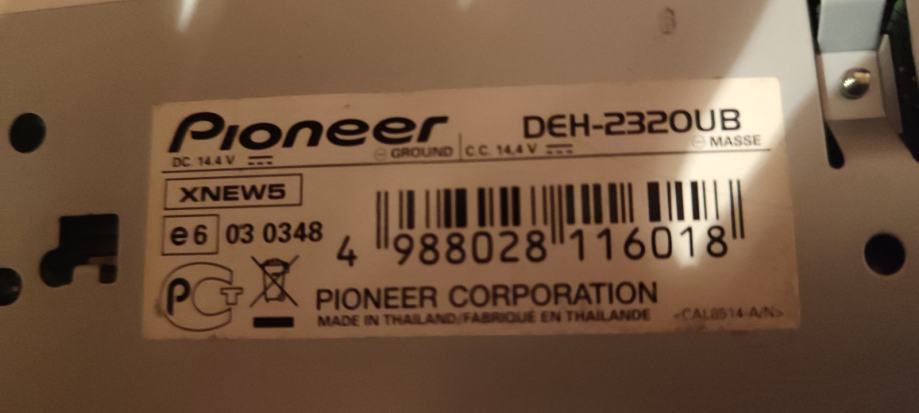 Pioneer DEH-2320UB
DC. 14.4 V ⎓ ⊖ GROUND C.C. 14.4 V ⎓ ⊖ MASSE
XNEW5
e6 03 0348
4 988028 116018
PIONEER CORPORATION
MADE IN THAILAND/FABRIQUÉ EN THAÏLANDE <CAL8514-A/N>